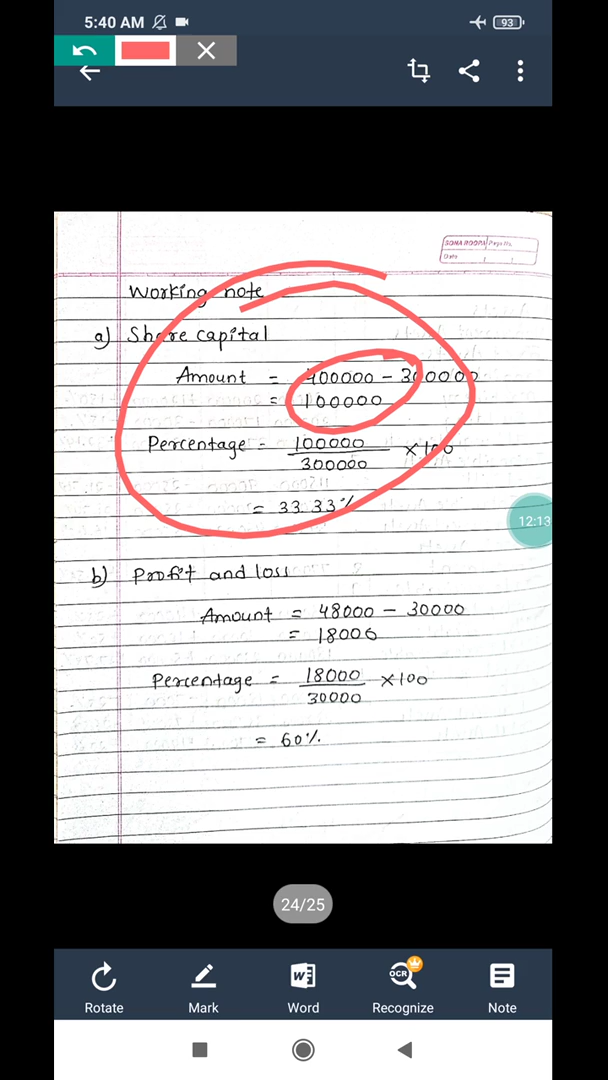 5:40 AM
93
SONA ROOPA Page No.
Date
Working note
a) Share capital
Amount = 400000 - 300000
= 100000
Percentage = 100000 / 300000 × 100
= 33.33%
12:13
b) Profit and loss
Amount = 48000 - 30000
= 18000
Percentage = 18000 / 30000 × 100
= 60%
24/25
Rotate
Mark
W
Word
OCR
Recognize
Note